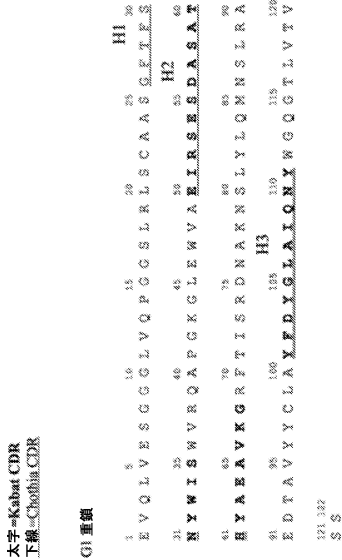 太字=Kabat CDR
下線=Chothia CDR
G1 重鎖
H1
1 5 10 15 20 25 30
E V Q L V E S G G G L V Q P G G S L R L S C A A S G F T F S
H2
31 35 40 45 50 55 60
N Y W I S W V R Q A P G K G L E W V A E I R S E S D A S A T
61 65 70 75 80 85 90
H Y A E A V K G R F T I S R D N A K N S L Y L Q M N S L R A
H3
91 95 100 105 110 115 120
E D T A V Y Y C L A Y F D Y G L A I Q N Y W G Q G T L V T V
121 122
S S